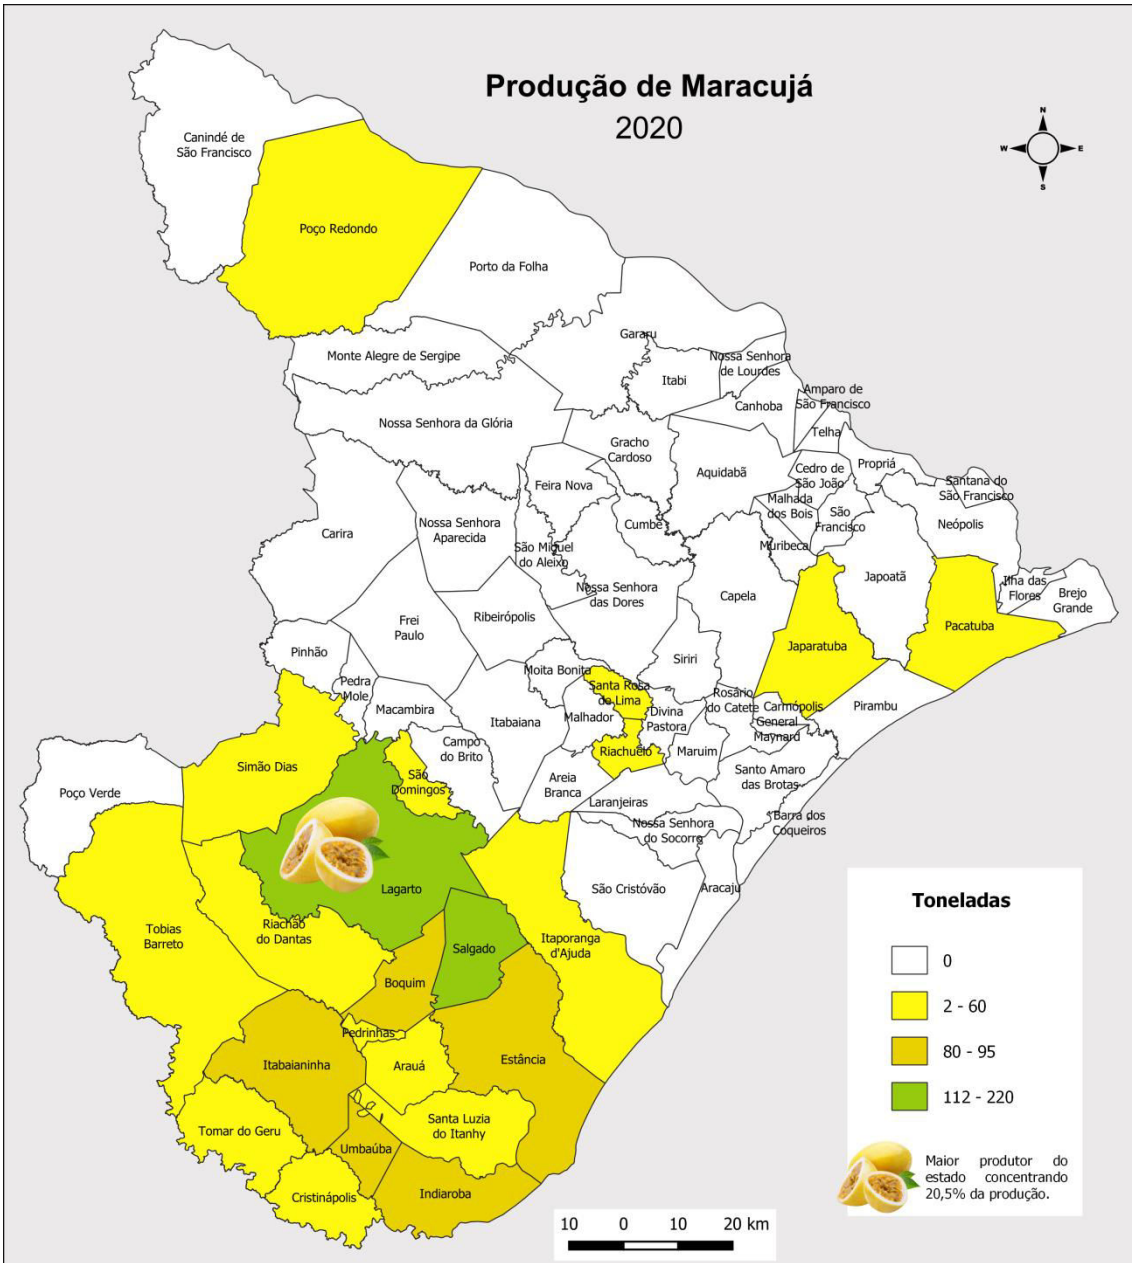 Produção de Maracujá
2020
N
W
E
S
Canindé de
São Francisco
Poço Redondo
Porto da Folha
Gararu
Monte Alegre de Sergipe
Nossa Senhora
de Lourdes
Itabi
Amparo de
São Francisco
Canhoba
Nossa Senhora da Glória
Telha
Gracho
Cardoso
Aquidabã
Cedro de
São João
Propriá
Santana do
São Francisco
Feira Nova
Malhada
dos Bois
São
Francisco
Neópolis
Cumbe
Nossa Senhora
Aparecida
Carira
São Miguel
do Aleixo
Muribeca
Japoatã
Ilha das
Flores
Brejo
Grande
Nossa Senhora
das Dores
Capela
Ribeirópolis
Frei
Paulo
Pacatuba
Japaratuba
Pinhão
Siriri
Moita Bonita
Pedra
Mole
Santa Rosa
de Lima
Rosário
do Catete
Carmópolis
Pirambu
Macambira
Itabaiana
Malhador
Divina
Pastora
General
Maynard
Campo
do Brito
Riachuelo
Maruim
Simão Dias
São
Domingos
Areia
Branca
Santo Amaro
das Brotas
Poço Verde
Laranjeiras
Nossa Senhora
do Socorro
Barra dos
Coqueiros
Lagarto
São Cristóvão
Aracaju
Tobias
Barreto
Riachão
do Dantas
Salgado
Itaporanga
d'Ajuda
Boquim
Pedrinhas
Itabaianinha
Arauá
Estância
Santa Luzia
do Itanhy
Tomar do Geru
Umbaúba
Cristinápolis
Indiaroba
Toneladas
0
2 - 60
80 - 95
112 - 220
Maior produtor do
estado concentrando
20,5% da produção.
10 0 10 20 km